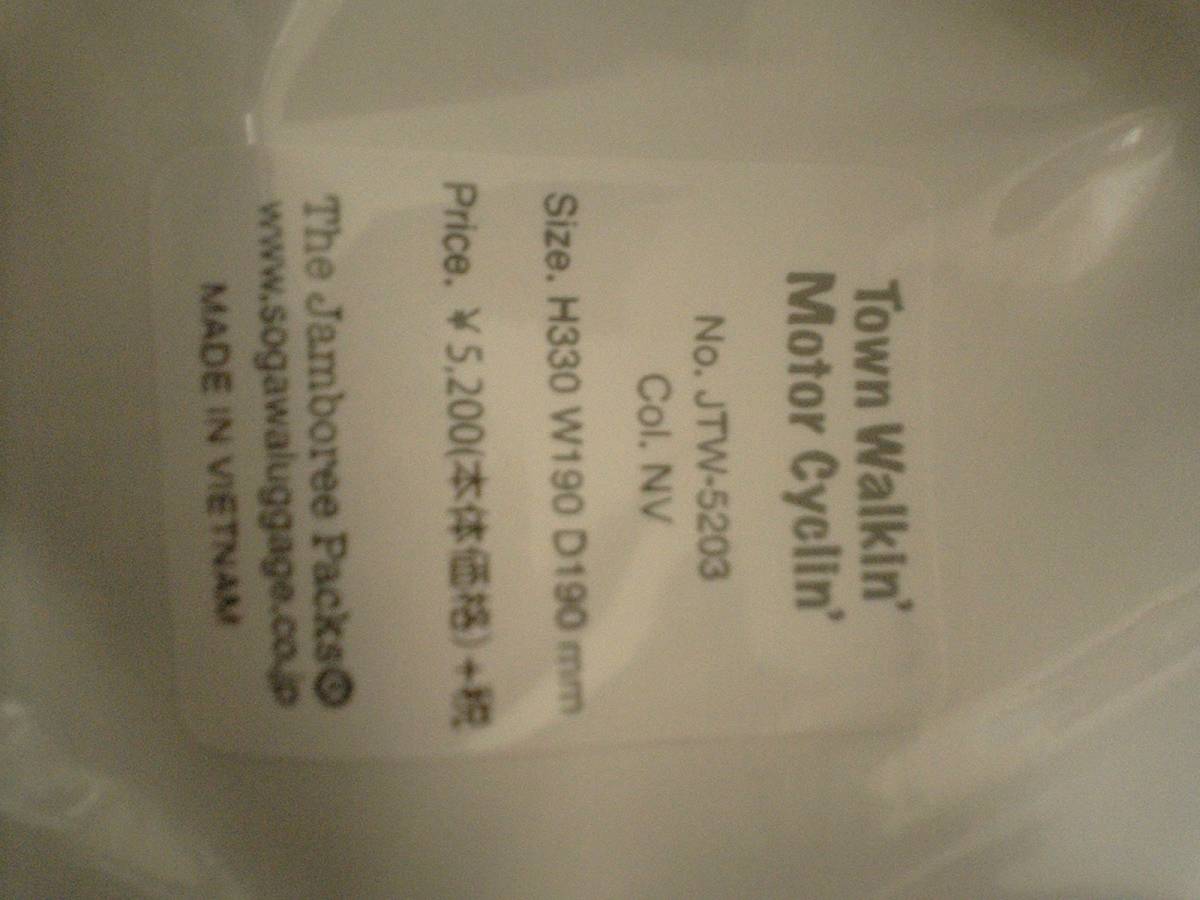 Town Walkin'
Motor Cyclin'
No. JTW-5203
Col. NV
Size. H330 W190 D190 mm
Price. ¥5,200(本体価格)+税
The Jamboree Packs®
www.sogawaluggage.co.jp
MADE IN VIETNAM